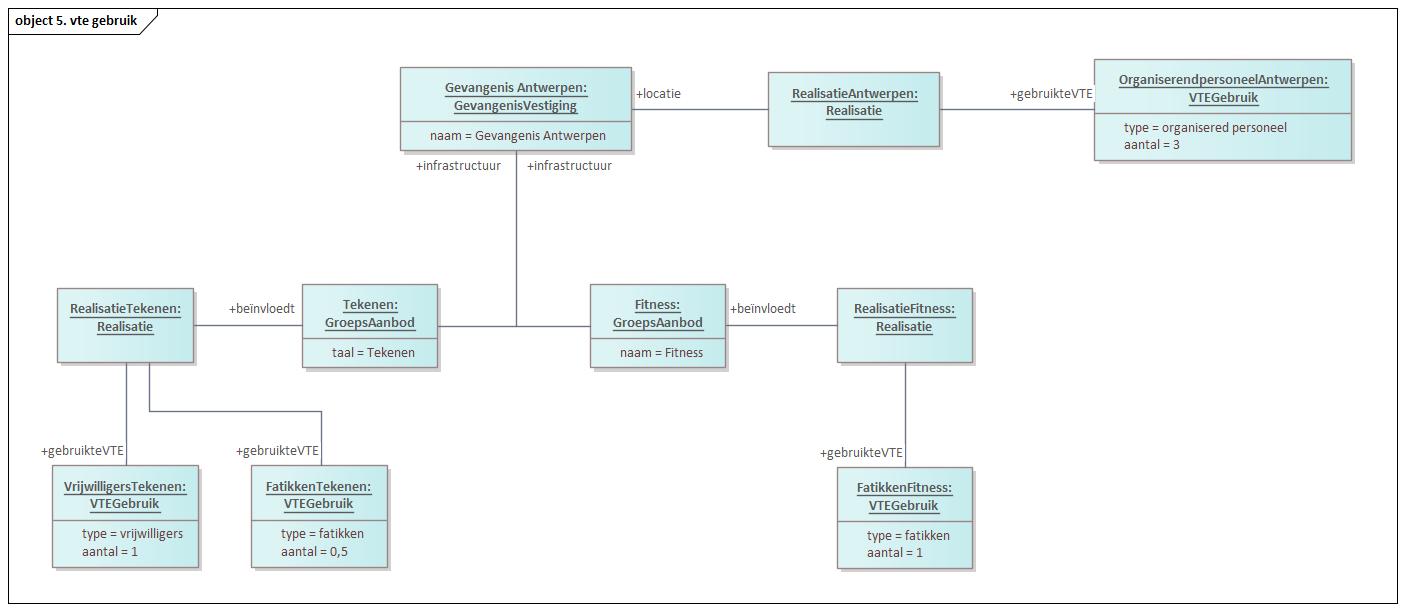 object 5. vte gebruik
Gevangenis Antwerpen:
GevangenisVestiging
naam = Gevangenis Antwerpen
+locatie
RealisatieAntwerpen:
Realisatie
+gebruikteVTE
OrganiserendpersoneelAntwerpen:
VTEGebruik
type = organisered personeel
aantal = 3
+infrastructuur
+infrastructuur
RealisatieTekenen:
Realisatie
+beïnvloedt
Tekenen:
GroepsAanbod
taal = Tekenen
Fitness:
GroepsAanbod
naam = Fitness
+beïnvloedt
RealisatieFitness:
Realisatie
+gebruikteVTE
VrijwilligersTekenen:
VTEGebruik
type = vrijwilligers
aantal = 1
+gebruikteVTE
FatikkenTekenen:
VTEGebruik
type = fatikken
aantal = 0,5
+gebruikteVTE
FatikkenFitness:
VTEGebruik
type = fatikken
aantal = 1